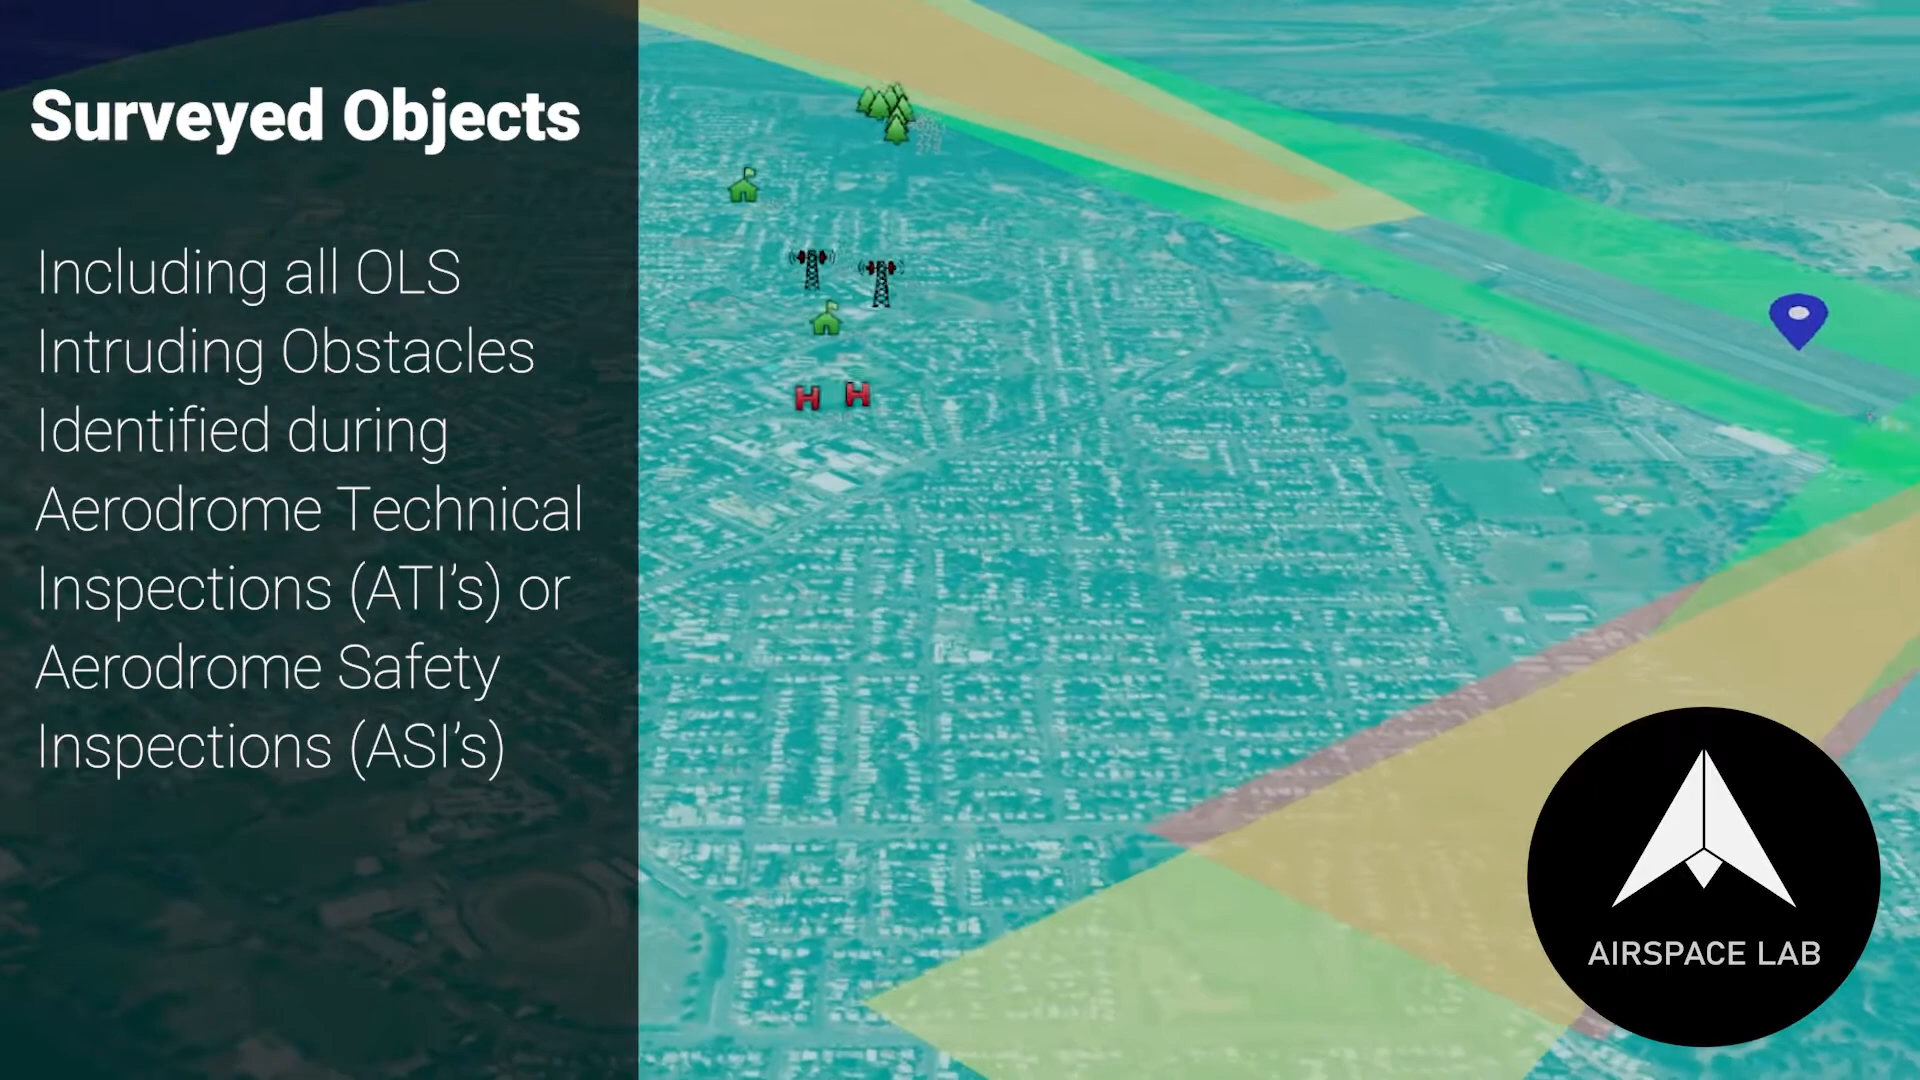 Surveyed Objects
Including all OLS
Intruding Obstacles
Identified during
Aerodrome Technical
Inspections (ATI’s) or
Aerodrome Safety
Inspections (ASI’s)
H H
AIRSPACE LAB